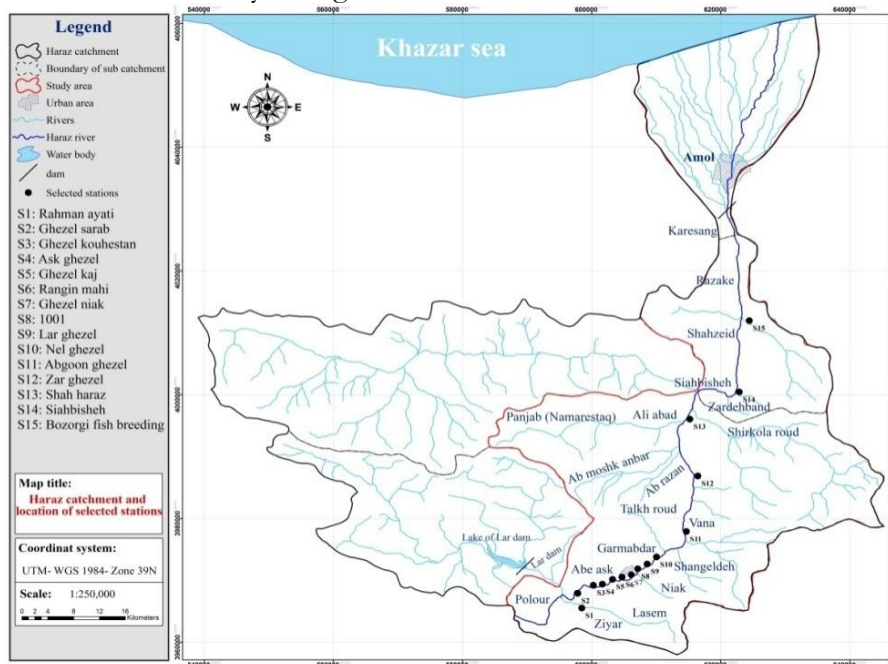 Legend
Haraz catchment
Boundary of sub catchment
Study area
Urban area
Rivers
Haraz river
Water body
dam
Selected stations
S1: Rahman ayati
S2: Ghezel sarab
S3: Ghezel kouhestan
S4: Ask ghezel
S5: Ghezel kaj
S6: Rangin mahi
S7: Ghezel niak
S8: 1001
S9: Lar ghezel
S10: Nel ghezel
S11: Abgoon ghezel
S12: Zar ghezel
S13: Shah haraz
S14: Siahbisheh
S15: Bozorgi fish breeding
Map title:
Haraz catchment and
location of selected stations
Coordinat system:
UTM- WGS 1984- Zone 39N
Scale: 1:250,000
0 2 4 8 12 16
Kilometers
540000 560000 580000 600000 620000 640000
4060000
4040000
4020000
4000000
3980000
3960000
Khazar sea
N
W E
S
Amol
Karesang
Razake
S15
Shahzeid
Siahbisheh
S14
Zardehband
Panjab (Namarestaq)
Ali abad
S13
Shirkola roud
Ab moshk anbar
Ab razan
S12
Talkh roud
Vana
S11
Lake of Lar dam
Lar dam
Garmabdar
S10
Shangeldeh
S9
Abe ask
S8
S7
S6
S5
S4
S3
Niak
Polour
S2
S1
Lasem
Ziyar